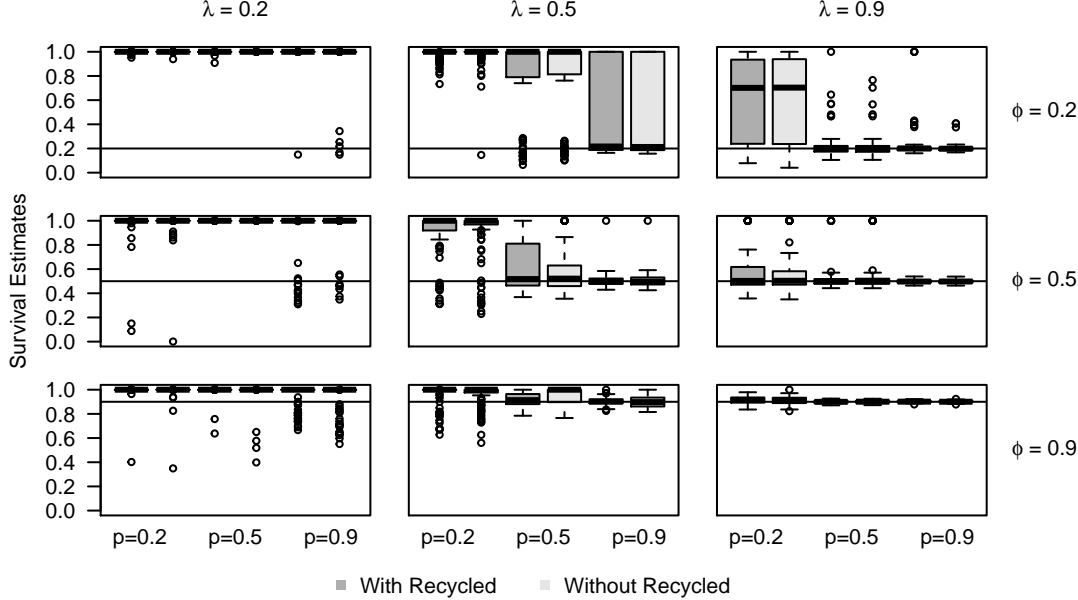 λ = 0.2 λ = 0.5 λ = 0.9
Survival Estimates
1.0
0.8
0.6
0.4
0.2
0.0
ϕ = 0.2
1.0
0.8
0.6
0.4
0.2
0.0
ϕ = 0.5
1.0
0.8
0.6
0.4
0.2
0.0
ϕ = 0.9
p=0.2 p=0.5 p=0.9 p=0.2 p=0.5 p=0.9 p=0.2 p=0.5 p=0.9
With Recycled Without Recycled